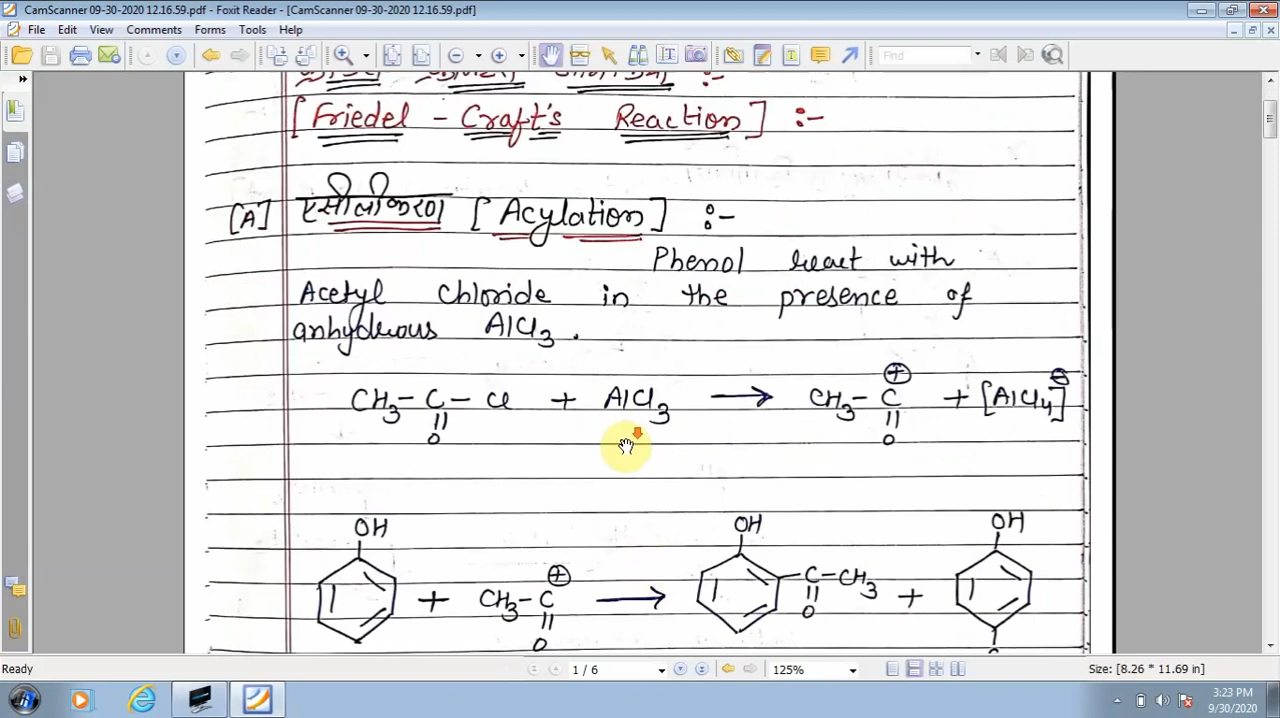 CamScanner 09-30-2020 12.16.59.pdf - Foxit Reader - [CamScanner 09-30-2020 12.16.59.pdf]
File Edit View Comments Forms Tools Help
Find
[Friedel - Craft's Reaction] :-
[A] एसीलीकरण [Acylation] :-
Phenol react with
Acetyl Chloride in the presence of
anhydrous AlCl3 .
CH3 - C - Cl + AlCl3 → CH3 - C⊕ + [AlCl4]⊖
|| ||
O O
OH OH OH
+ CH3 - C⊕ → C - CH3 +
|| ||
O O
Ready 1 / 6 125% Size: [8.26 * 11.69 in]
3:23 PM
9/30/2020